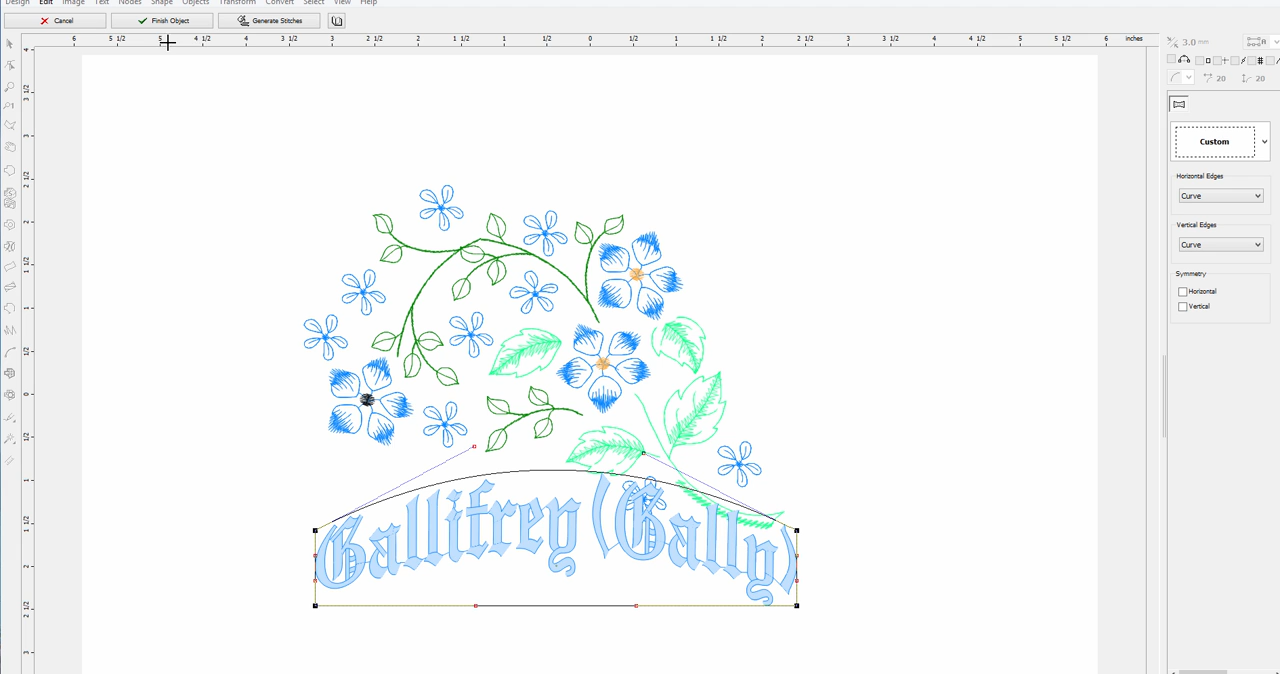 Design Edit Image Text Nodes Shape Objects Transform Convert Select View Help
Cancel Finish Object Generate Stitches
6 5 1/2 5 4 1/2 4 3 1/2 3 2 1/2 2 1 1/2 1 1/2 0 1/2 1 1 1/2 2 2 1/2 3 3 1/2 4 4 1/2 5 5 1/2 6 inches
3.0 mm
20 20
Custom
Horizontal Edges
Curve
Vertical Edges
Curve
Symmetry
Horizontal
Vertical
Gallifrey (Gally)